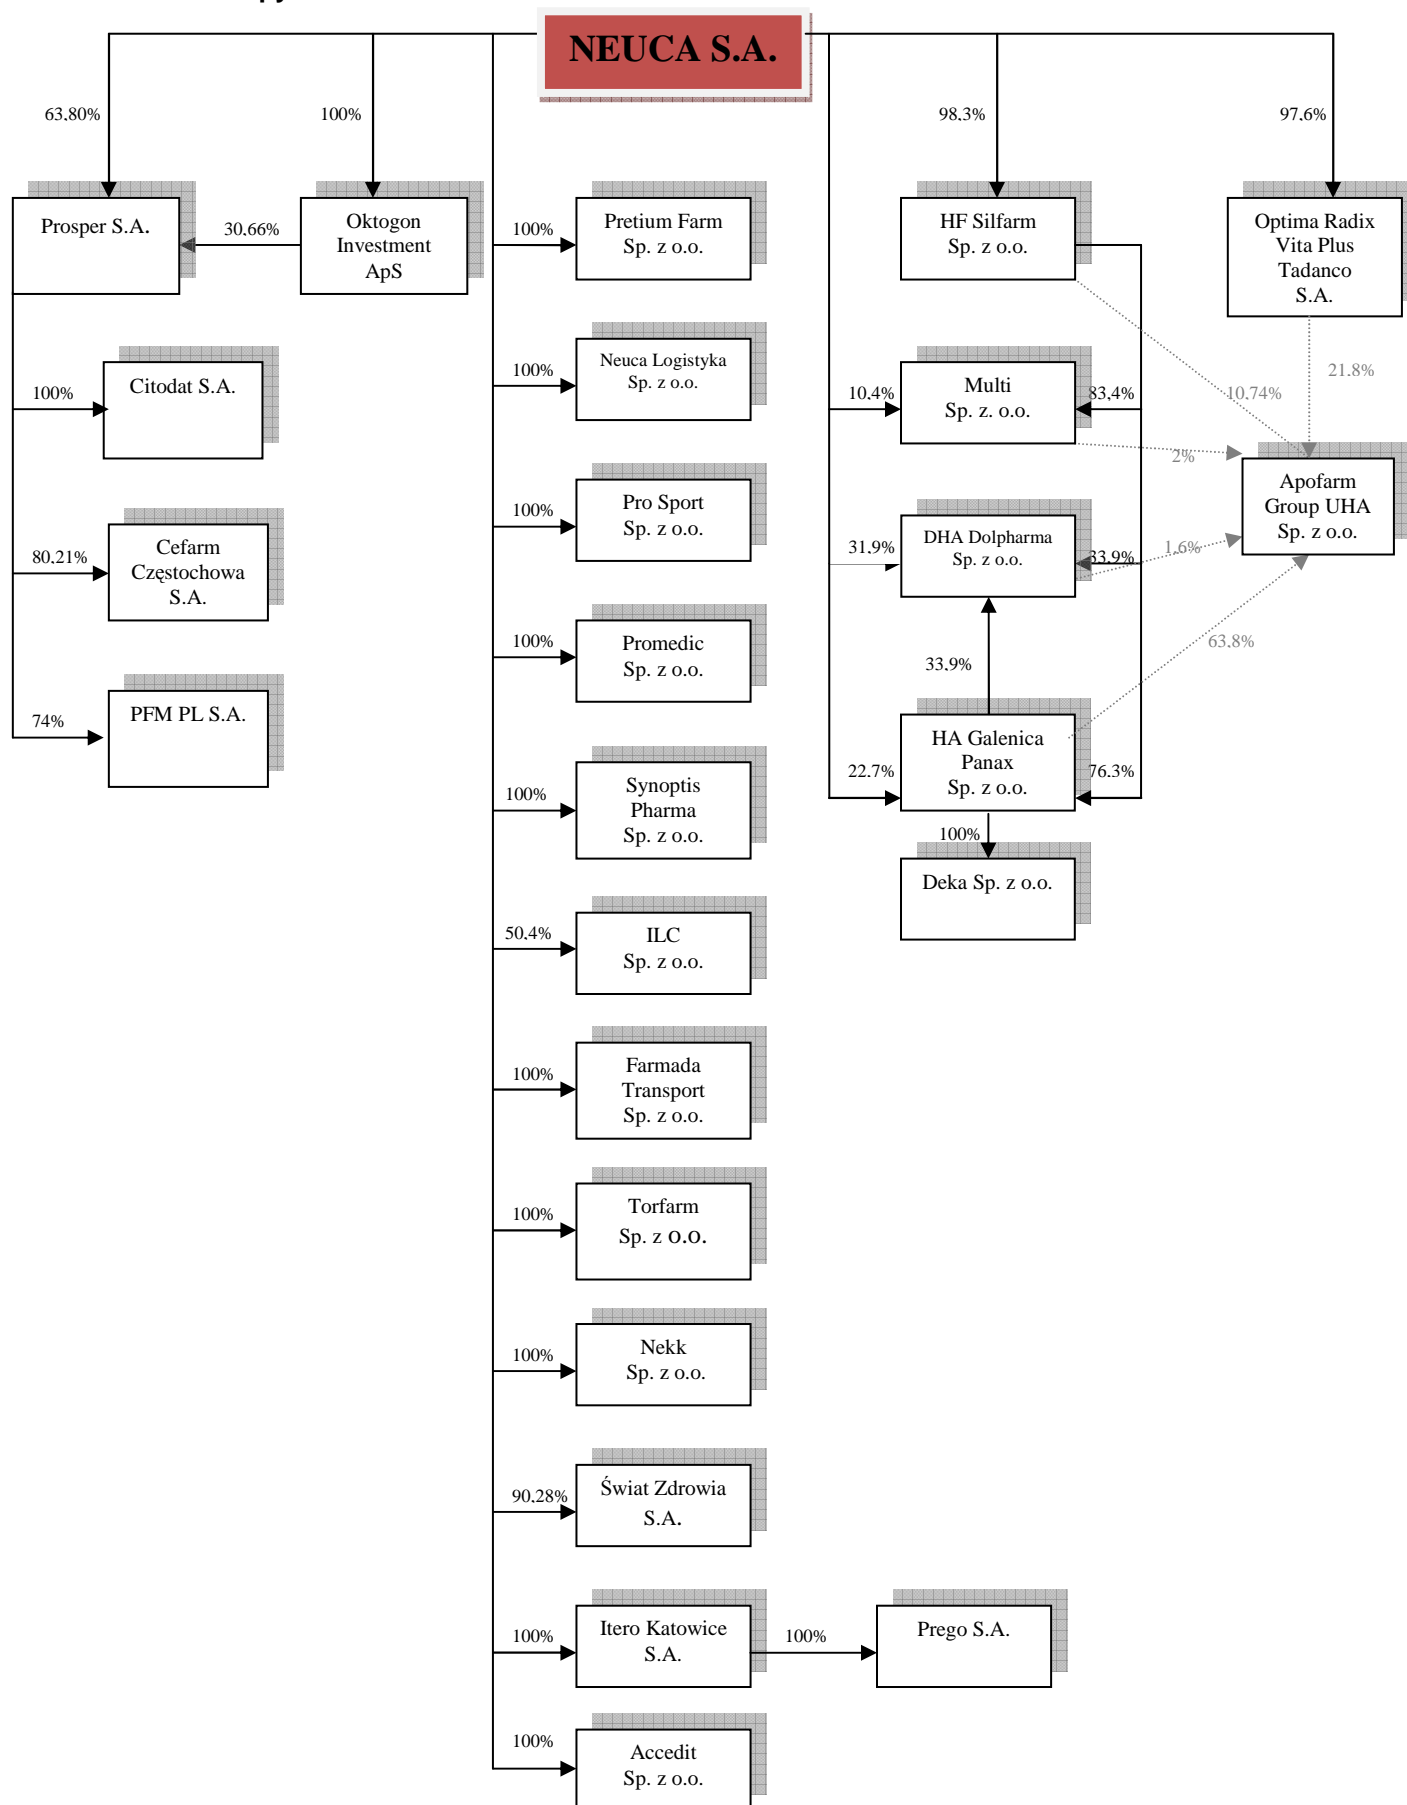 NEUCA S.A.
63,80%
100%
98,3%
97,6%
Prosper S.A.
30,66%
Oktogon
Investment
ApS
100%
Pretium Farm
Sp. z o.o.
HF Silfarm
Sp. z o.o.
Optima Radix
Vita Plus
Tadanco
S.A.
100%
Citodat S.A.
100%
Neuca Logistyka
Sp. z o.o.
10,4%
Multi
Sp. z. o.o.
83,4%
10,74%
21,8%
2%
80,21%
Cefarm
Częstochowa
S.A.
100%
Pro Sport
Sp. z o.o.
31,9%
DHA Dolpharma
Sp. z o.o.
33,9%
1,6%
Apofarm
Group UHA
Sp. z o.o.
74%
PFM PL S.A.
100%
Promedic
Sp. z o.o.
33,9%
63,8%
100%
Synoptis
Pharma
Sp. z o.o.
22,7%
HA Galenica
Panax
Sp. z o.o.
76,3%
100%
Deka Sp. z o.o.
50,4%
ILC
Sp. z o.o.
100%
Farmada
Transport
Sp. z o.o.
100%
Torfarm
Sp. z o.o.
100%
Nekk
Sp. z o.o.
90,28%
Świat Zdrowia
S.A.
100%
Itero Katowice
S.A.
100%
Prego S.A.
100%
Accedit
Sp. z o.o.